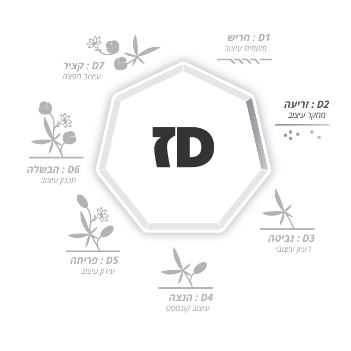 D1 : חריש
תשתית עיצוב
D2 : זריעה
מחקר עיצוב
D3 : נביטה
רעיון עיצובי
D4 : הנצה
עיצוב קונספט
D5 : פריחה
עידון עיצוב
D6 : הבשלה
תכנון עיצוב
D7 : קציר
עיצוב הפצה
7D